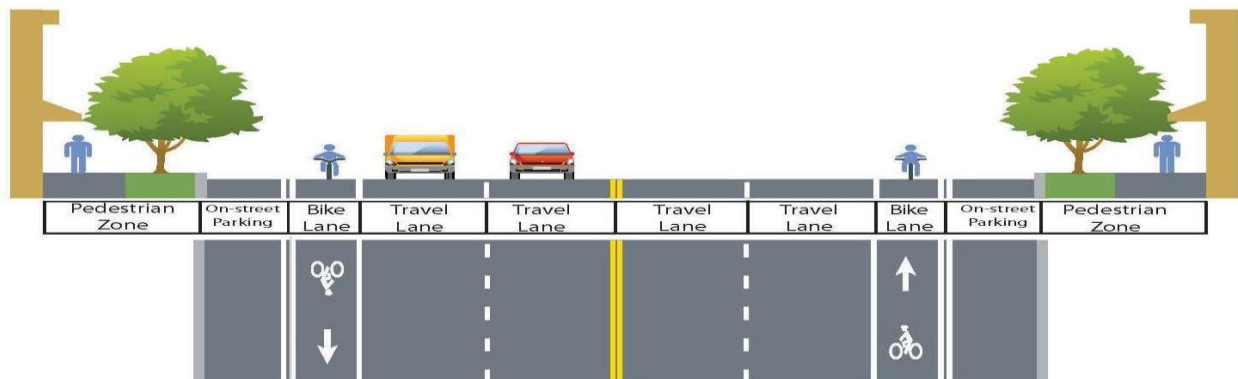 Pedestrian
Zone
On-street
Parking
Bike
Lane
Travel
Lane
Travel
Lane
Travel
Lane
Travel
Lane
Bike
Lane
On-street
Parking
Pedestrian
Zone